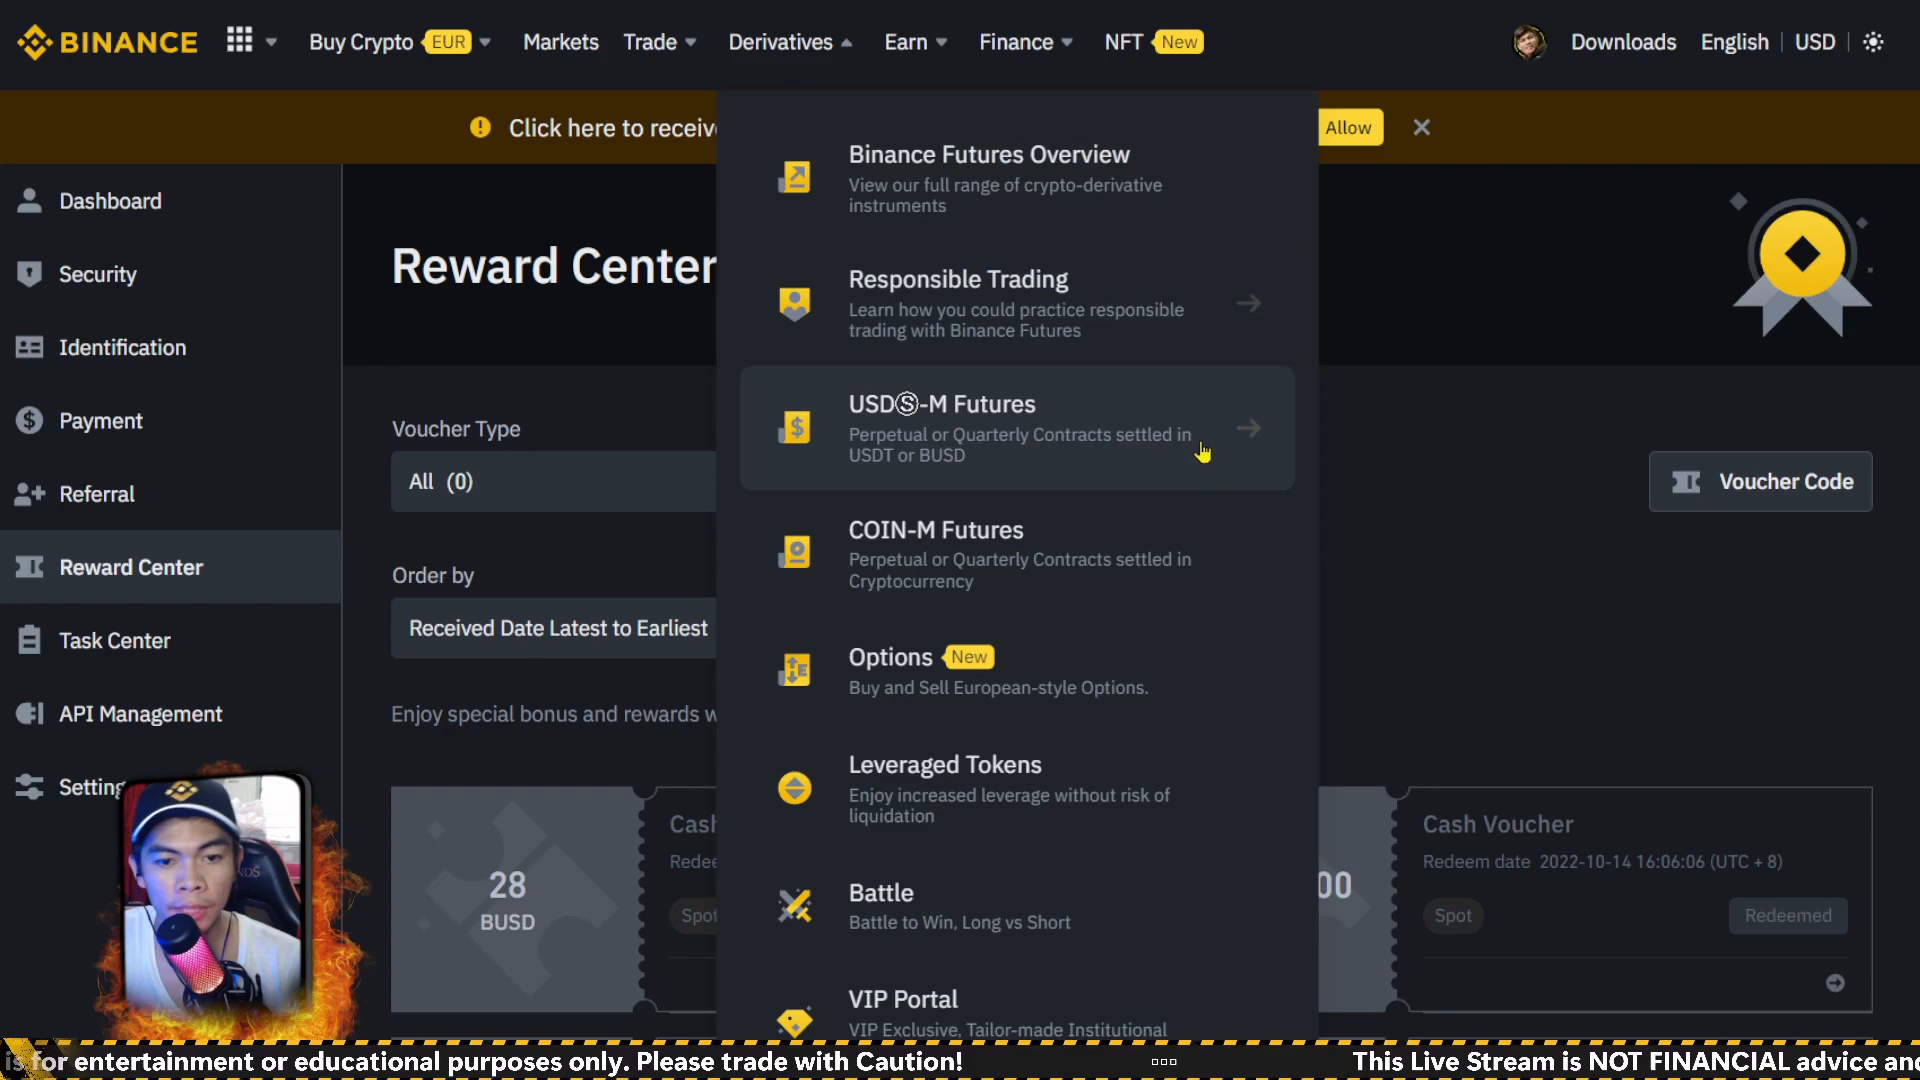 BINANCE
Buy Crypto EUR
Markets
Trade
Derivatives
Earn
Finance
NFT New
Downloads
English
USD
Click here to receive
Allow
Dashboard
Security
Identification
Payment
Referral
Reward Center
Task Center
API Management
Setting
Reward Center
Voucher Type
All (0)
Order by
Received Date Latest to Earliest
Enjoy special bonus and rewards w
Voucher Code
Binance Futures Overview
View our full range of crypto-derivative
instruments
Responsible Trading
Learn how you could practice responsible
trading with Binance Futures
USDⓈ-M Futures
Perpetual or Quarterly Contracts settled in
USDT or BUSD
COIN-M Futures
Perpetual or Quarterly Contracts settled in
Cryptocurrency
Options New
Buy and Sell European-style Options.
Leveraged Tokens
Enjoy increased leverage without risk of
liquidation
Battle
Battle to Win, Long vs Short
VIP Portal
VIP Exclusive, Tailor-made Institutional
28
BUSD
Cash
Redee
Spot
00
Cash Voucher
Redeem date 2022-10-14 16:06:06 (UTC + 8)
Spot
Redeemed
is for entertainment or educational purposes only. Please trade with Caution!
This Live Stream is NOT FINANCIAL advice and